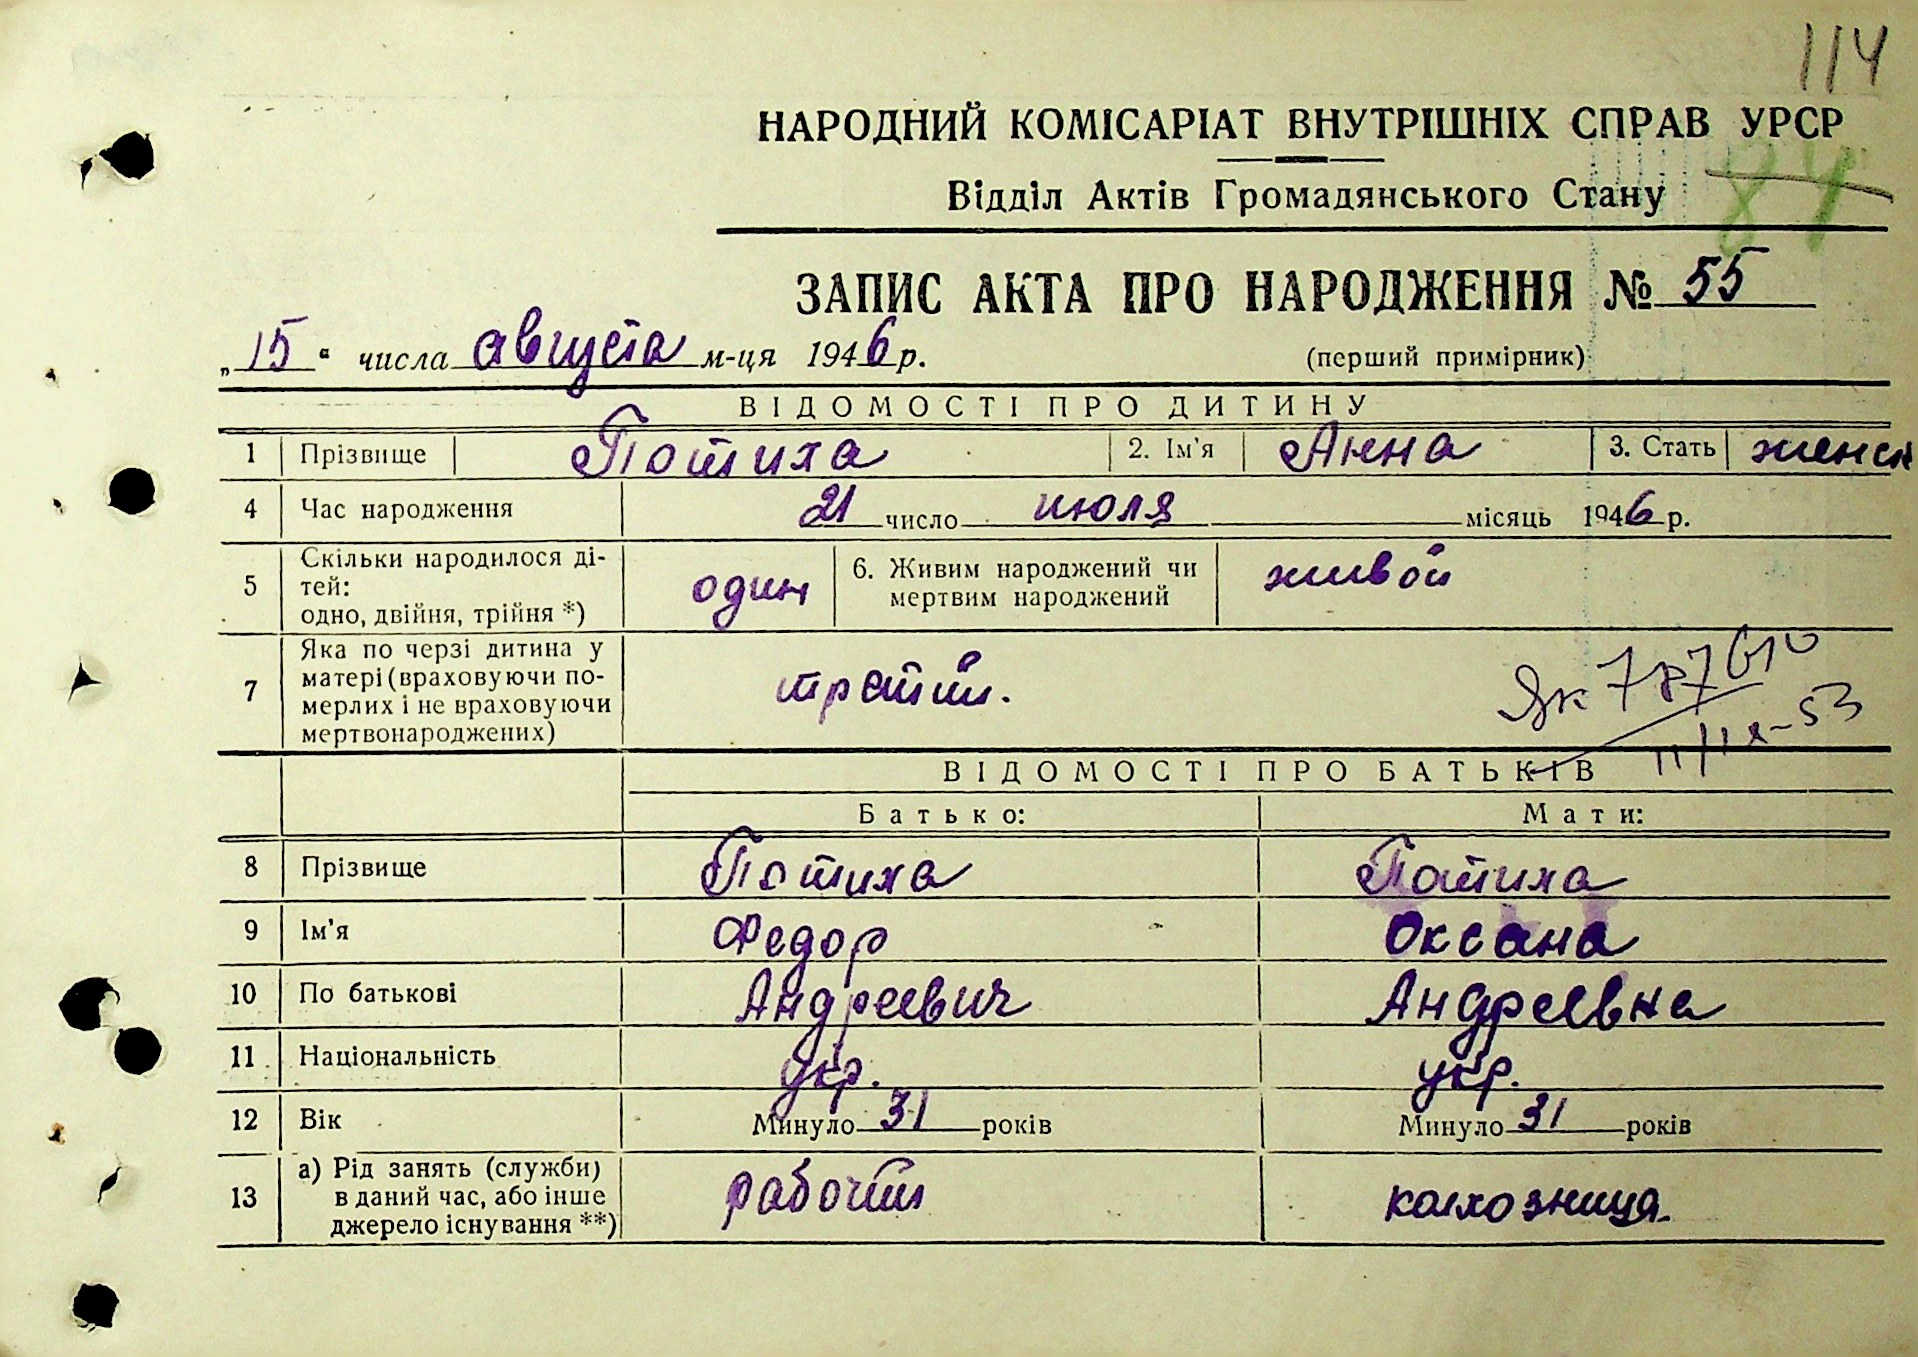 114
НАРОДНИЙ КОМІСАРІАТ ВНУТРІШНІХ СПРАВ УРСР
Відділ Актів Громадянського Стану
84
ЗАПИС АКТА ПРО НАРОДЖЕННЯ № 55
„15“ числа августа м-ця 1946 р. (перший примірник)
ВІДОМОСТІ ПРО ДИТИНУ
1 Прізвище Потиха 2. Ім'я Анна 3. Стать женск
4 Час народження 21 число июля місяць 1946 р.
5 Скільки народилося ді-
тей:
одно, двійня, трійня *) один 6. Живим народжений чи
мертвим народжений живой
7 Яка по черзі дитина у
матері (враховуючи по-
мерлих і не враховуючи
мертвонароджених) третий.
ВІДОМОСТІ ПРО БАТЬКІВ
Батько: Мати:
8 Прізвище Потиха Потиха
9 Ім'я Федор Оксана
10 По батькові Андреевич Андреевна
11 Національність укр. укр.
12 Вік Минуло 31 років Минуло 31 років
13 а) Рід занять (служби)
в даний час, або інше
джерело існування **) рабочий колхозница.